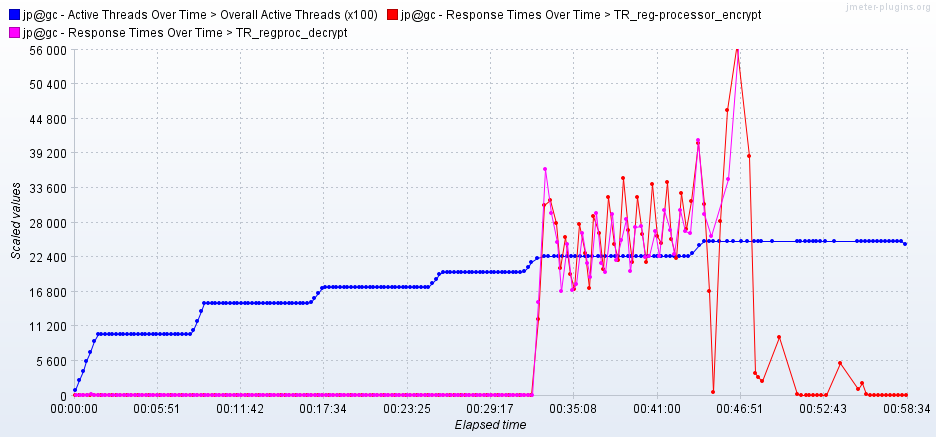 jp@gc - Active Threads Over Time > Overall Active Threads (x100) jp@gc - Response Times Over Time > TR_reg-processor_encrypt
jp@gc - Response Times Over Time > TR_regproc_decrypt
jmeter-plugins.org
56 000
50 400
44 800
39 200
33 600
28 000
22 400
16 800
11 200
5 600
0
Scaled values
00:00:00 00:05:51 00:11:42 00:17:34 00:23:25 00:29:17 00:35:08 00:41:00 00:46:51 00:52:43 00:58:34
Elapsed time